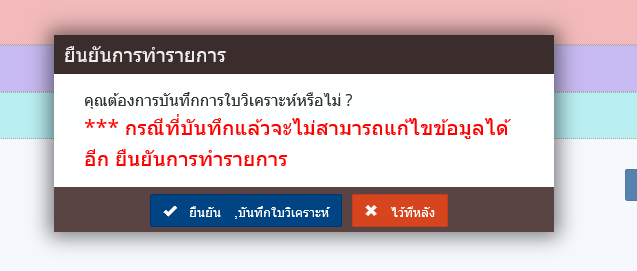 ยืนยันการทำรายการ
คุณต้องการบันทึกการใบวิเคราะห์หรือไม่ ?
*** กรณีที่บันทึกแล้วจะไม่สามารถแก้ไขข้อมูลได้
อีก ยืนยันการทำรายการ
ยืนยัน ,บันทึกใบวิเคราะห์ ไว้ทีหลัง